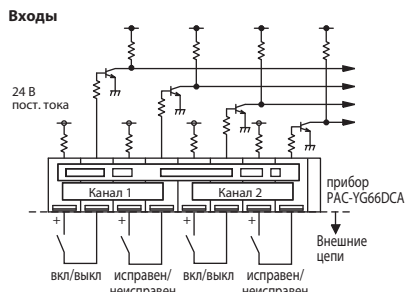 Входы
24 В
пост. тока
Канал 1
Канал 2
прибор
PAC-YG66DCA
+
+
+
+
Внешние
цепи
вкл/выкл
исправен/
неисправен
вкл/выкл
исправен/
неисправен